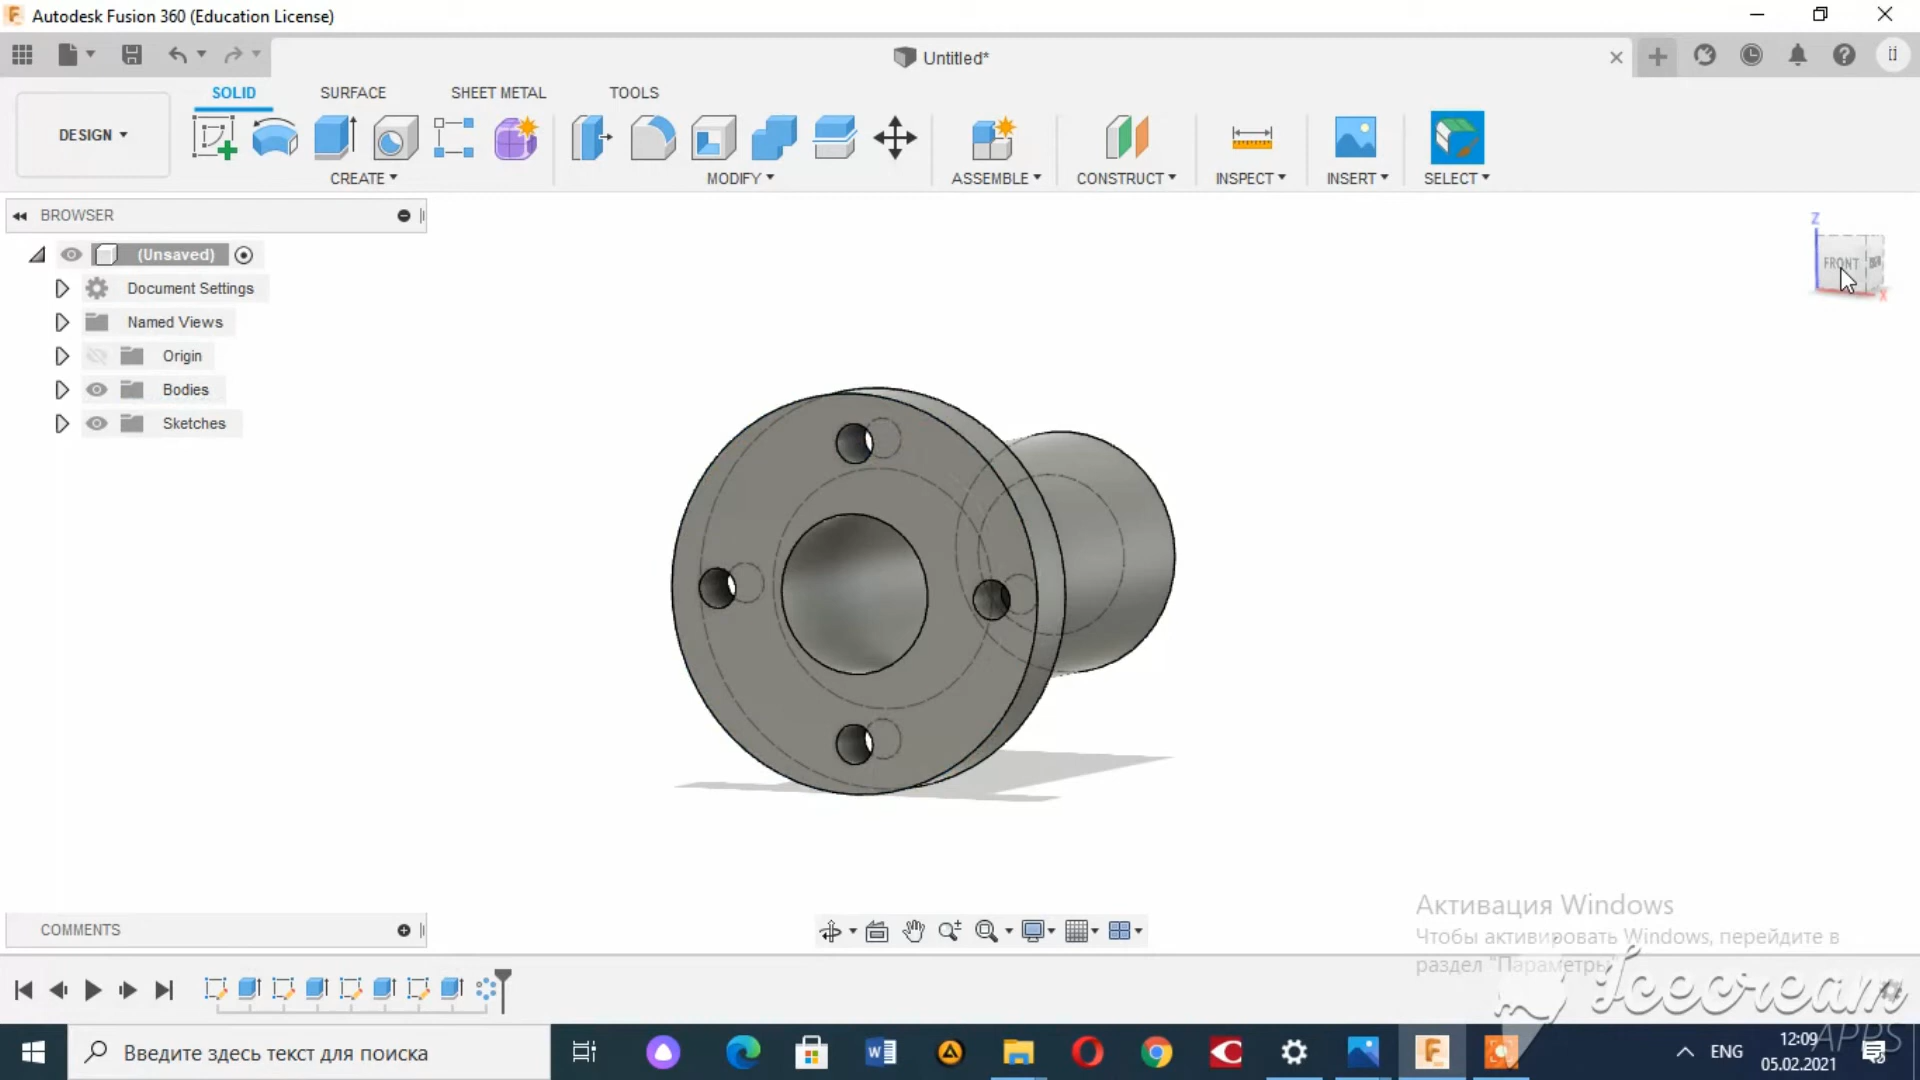 Autodesk Fusion 360 (Education License)
Untitled*
SOLID
SURFACE
SHEET METAL
TOOLS
DESIGN
CREATE
MODIFY
ASSEMBLE
CONSTRUCT
INSPECT
INSERT
SELECT
BROWSER
(Unsaved)
Document Settings
Named Views
Origin
Bodies
Sketches
Z
FRONT
X
COMMENTS
Активация Windows
Чтобы активировать Windows, перейдите в
раздел "Параметры
Icecream
APPS
Введите здесь текст для поиска
ENG
12:09
05.02.2021